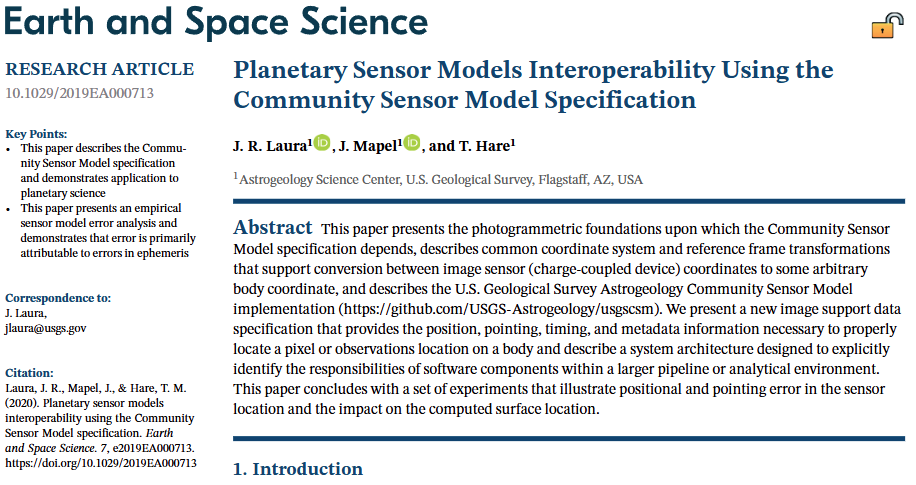 Earth and Space Science
RESEARCH ARTICLE
10.1029/2019EA000713
Key Points:
• This paper describes the Commu-
nity Sensor Model specification
and demonstrates application to
planetary science
• This paper presents an empirical
sensor model error analysis and
demonstrates that error is primarily
attributable to errors in ephemeris
Correspondence to:
J. Laura,
jlaura@usgs.gov
Citation:
Laura, J. R., Mapel, J., & Hare, T. M.
(2020). Planetary sensor models
interoperability using the Community
Sensor Model specification. Earth
and Space Science. 7, e2019EA000713.
https://doi.org/10.1029/2019EA000713
Planetary Sensor Models Interoperability Using the
Community Sensor Model Specification
J. R. Laura¹ iD, J. Mapel¹ iD, and T. Hare¹
¹Astrogeology Science Center, U.S. Geological Survey, Flagstaff, AZ, USA
Abstract This paper presents the photogrammetric foundations upon which the Community Sensor
Model specification depends, describes common coordinate system and reference frame transformations
that support conversion between image sensor (charge-coupled device) coordinates to some arbitrary
body coordinate, and describes the U.S. Geological Survey Astrogeology Community Sensor Model
implementation (https://github.com/USGS-Astrogeology/usgscsm). We present a new image support data
specification that provides the position, pointing, timing, and metadata information necessary to properly
locate a pixel or observations location on a body and describe a system architecture designed to explicitly
identify the responsibilities of software components within a larger pipeline or analytical environment.
This paper concludes with a set of experiments that illustrate positional and pointing error in the sensor
location and the impact on the computed surface location.
1. Introduction